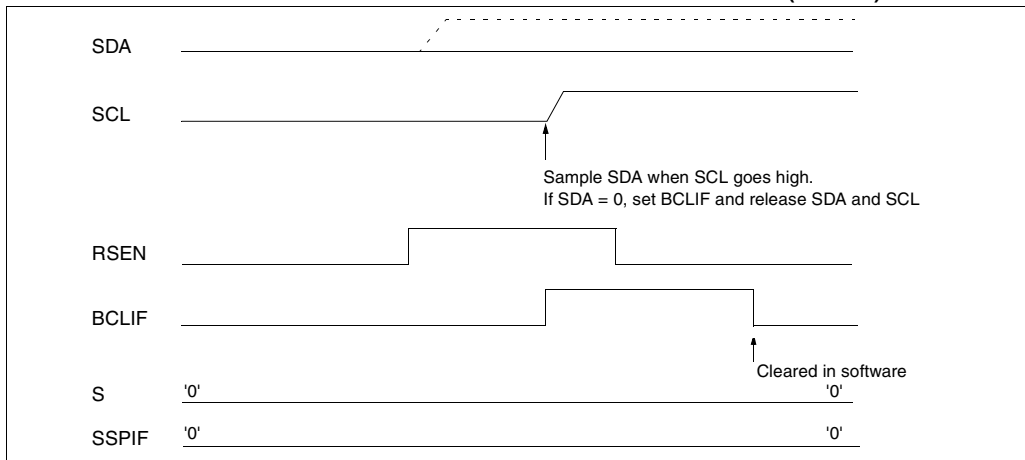 SDA
SCL
Sample SDA when SCL goes high.
If SDA = 0, set BCLIF and release SDA and SCL
RSEN
BCLIF
Cleared in software
S '0' '0'
SSPIF '0' '0'